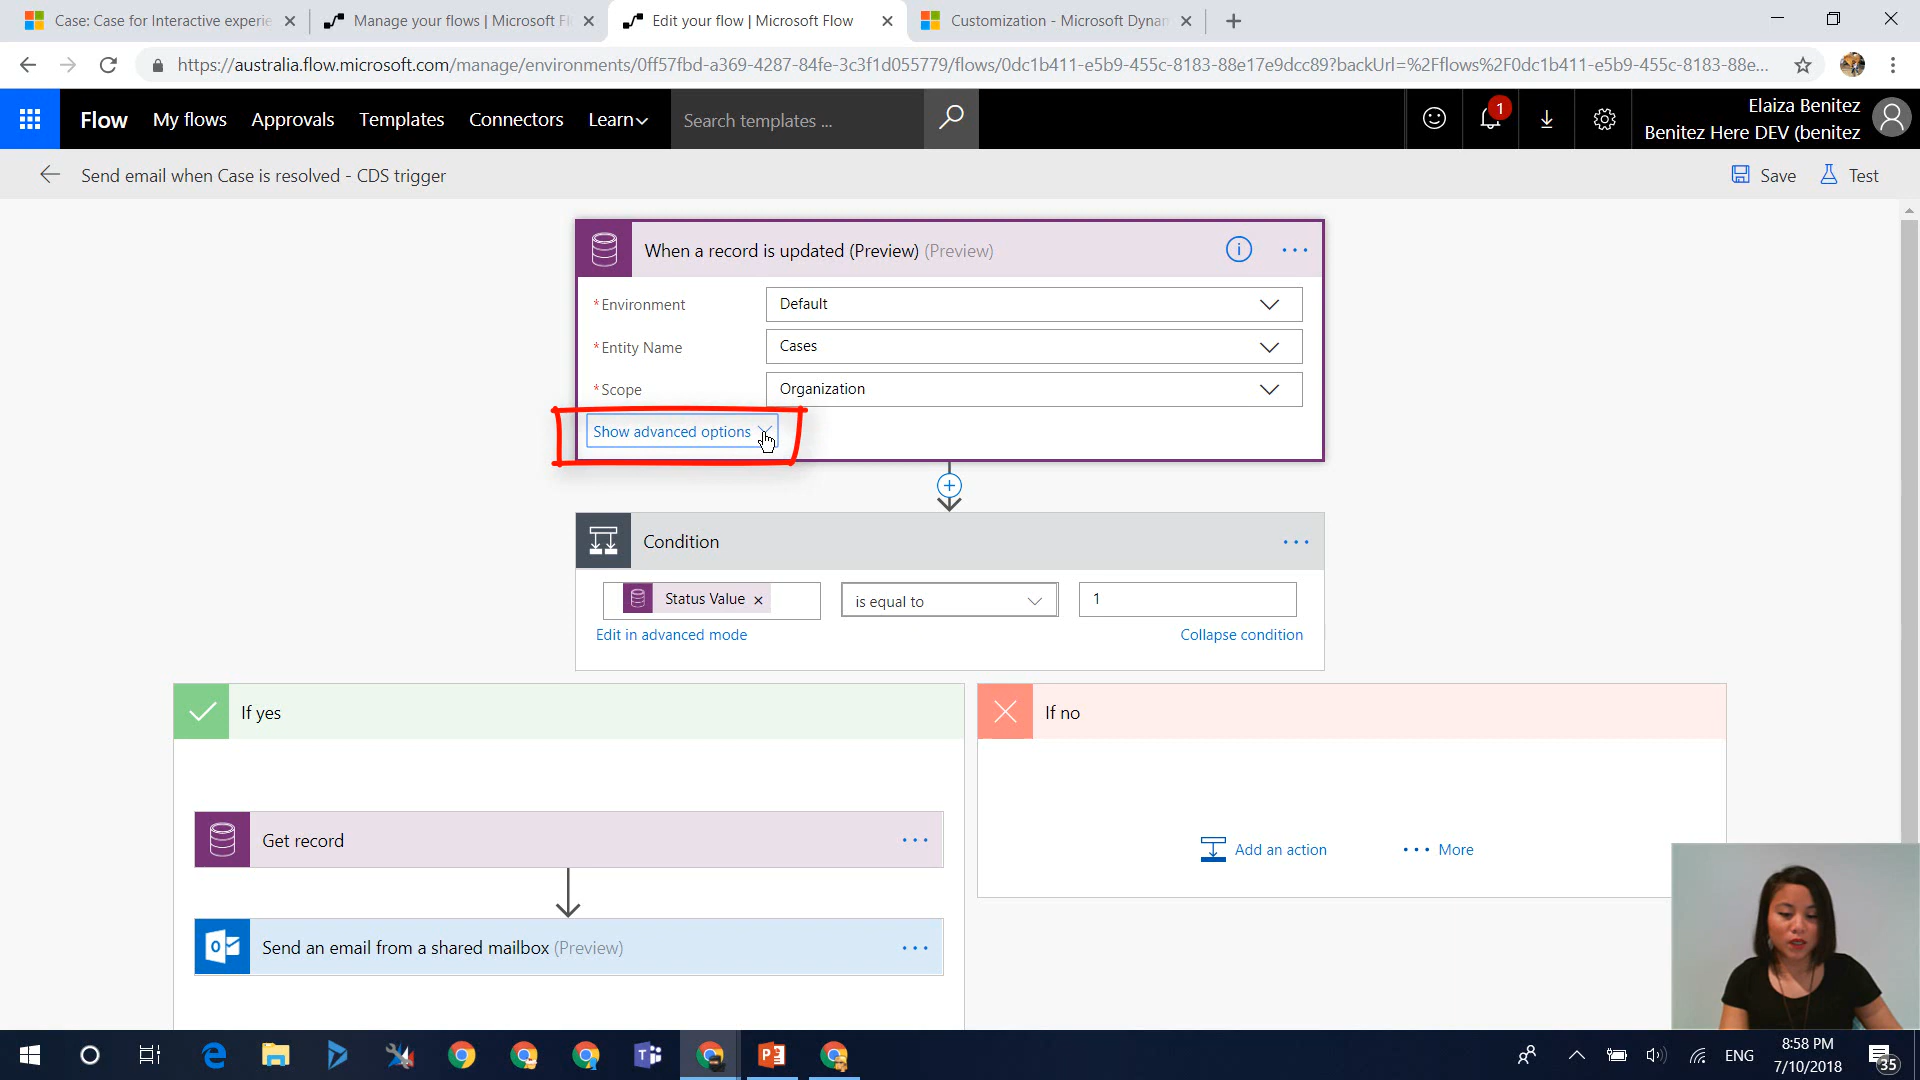 Case: Case for Interactive experie
Manage your flows | Microsoft Fl
Edit your flow | Microsoft Flow
Customization - Microsoft Dynam
https://australia.flow.microsoft.com/manage/environments/0ff57fbd-a369-4287-84fe-3c3f1d055779/flows/0dc1b411-e5b9-455c-8183-88e17e9dcc89?backUrl=%2Fflows%2F0dc1b411-e5b9-455c-8183-88e...
Flow
My flows
Approvals
Templates
Connectors
Learn
Search templates ...
1
Elaiza Benitez
Benitez Here DEV (benitez
Send email when Case is resolved - CDS trigger
Save
Test
When a record is updated (Preview) (Preview)
*Environment
Default
*Entity Name
Cases
*Scope
Organization
Show advanced options
Condition
Status Value
is equal to
1
Edit in advanced mode
Collapse condition
If yes
If no
Get record
Add an action
More
Send an email from a shared mailbox (Preview)
ENG
8:58 PM
7/10/2018
35